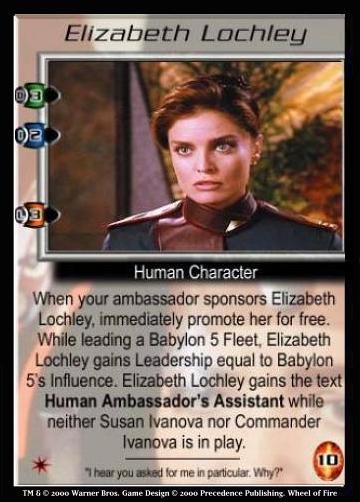 Elizabeth Lochley
D 3
I 2
L 3
Human Character
When your ambassador sponsors Elizabeth
Lochley, immediately promote her for free.
While leading a Babylon 5 Fleet, Elizabeth
Lochley gains Leadership equal to Babylon
5's Influence. Elizabeth Lochley gains the text
Human Ambassador's Assistant while
neither Susan Ivanova nor Commander
Ivanova is in play.
10
"I hear you asked for me in particular. Why?"
TM & © 2000 Warner Bros. Game Design © 2000 Precedence Publishing. Wheel of Fire